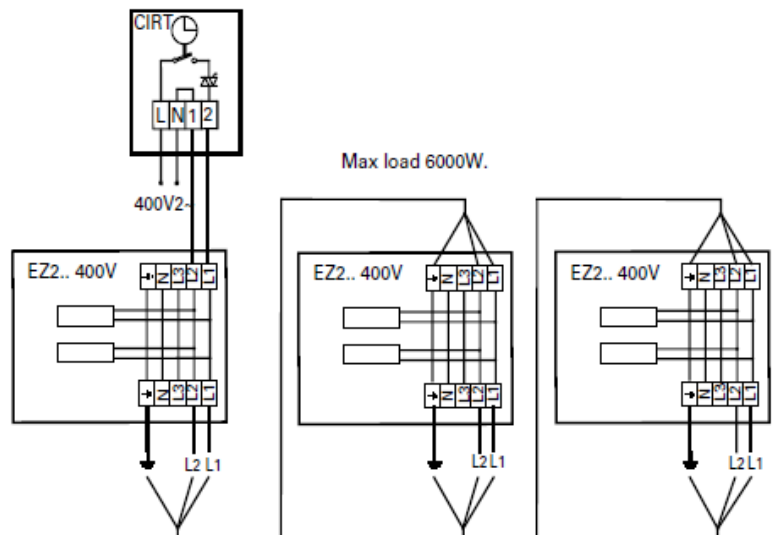 CIRT
L N 1 2
Max load 6000W.
400V2~
EZ2.. 400V
N L3 L2 L1
N L3 L2 L1
L2 L1
EZ2.. 400V
N L3 L2 L1
N L3 L2 L1
L2 L1
EZ2.. 400V
N L3 L2 L1
N L3 L2 L1
L2 L1